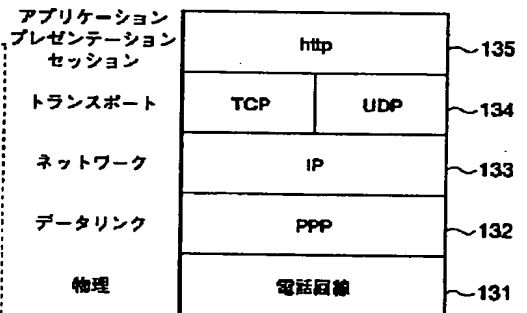 アプリケーション
プレゼンテーション
セッション
http
135
トランスポート
TCP
UDP
134
ネットワーク
IP
133
データリンク
PPP
132
物理
電話回線
131